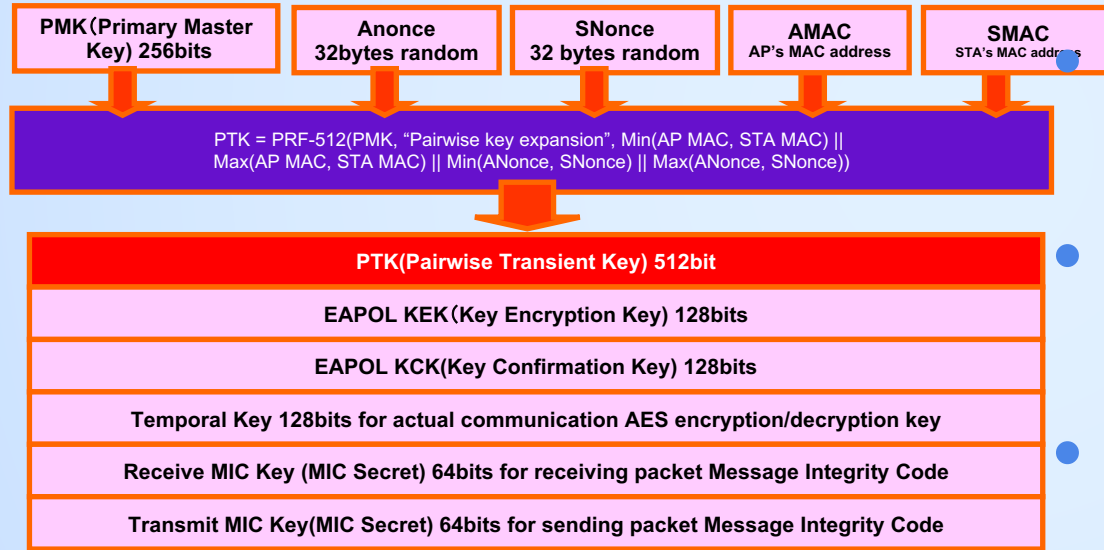 PMK(Primary Master
Key) 256bits
Anonce
32bytes random
SNonce
32 bytes random
AMAC
AP's MAC address
SMAC
STA's MAC address
PTK = PRF-512(PMK, “Pairwise key expansion”, Min(AP MAC, STA MAC) ||
Max(AP MAC, STA MAC) || Min(ANonce, SNonce) || Max(ANonce, SNonce))
PTK(Pairwise Transient Key) 512bit
EAPOL KEK(Key Encryption Key) 128bits
EAPOL KCK(Key Confirmation Key) 128bits
Temporal Key 128bits for actual communication AES encryption/decryption key
Receive MIC Key (MIC Secret) 64bits for receiving packet Message Integrity Code
Transmit MIC Key(MIC Secret) 64bits for sending packet Message Integrity Code